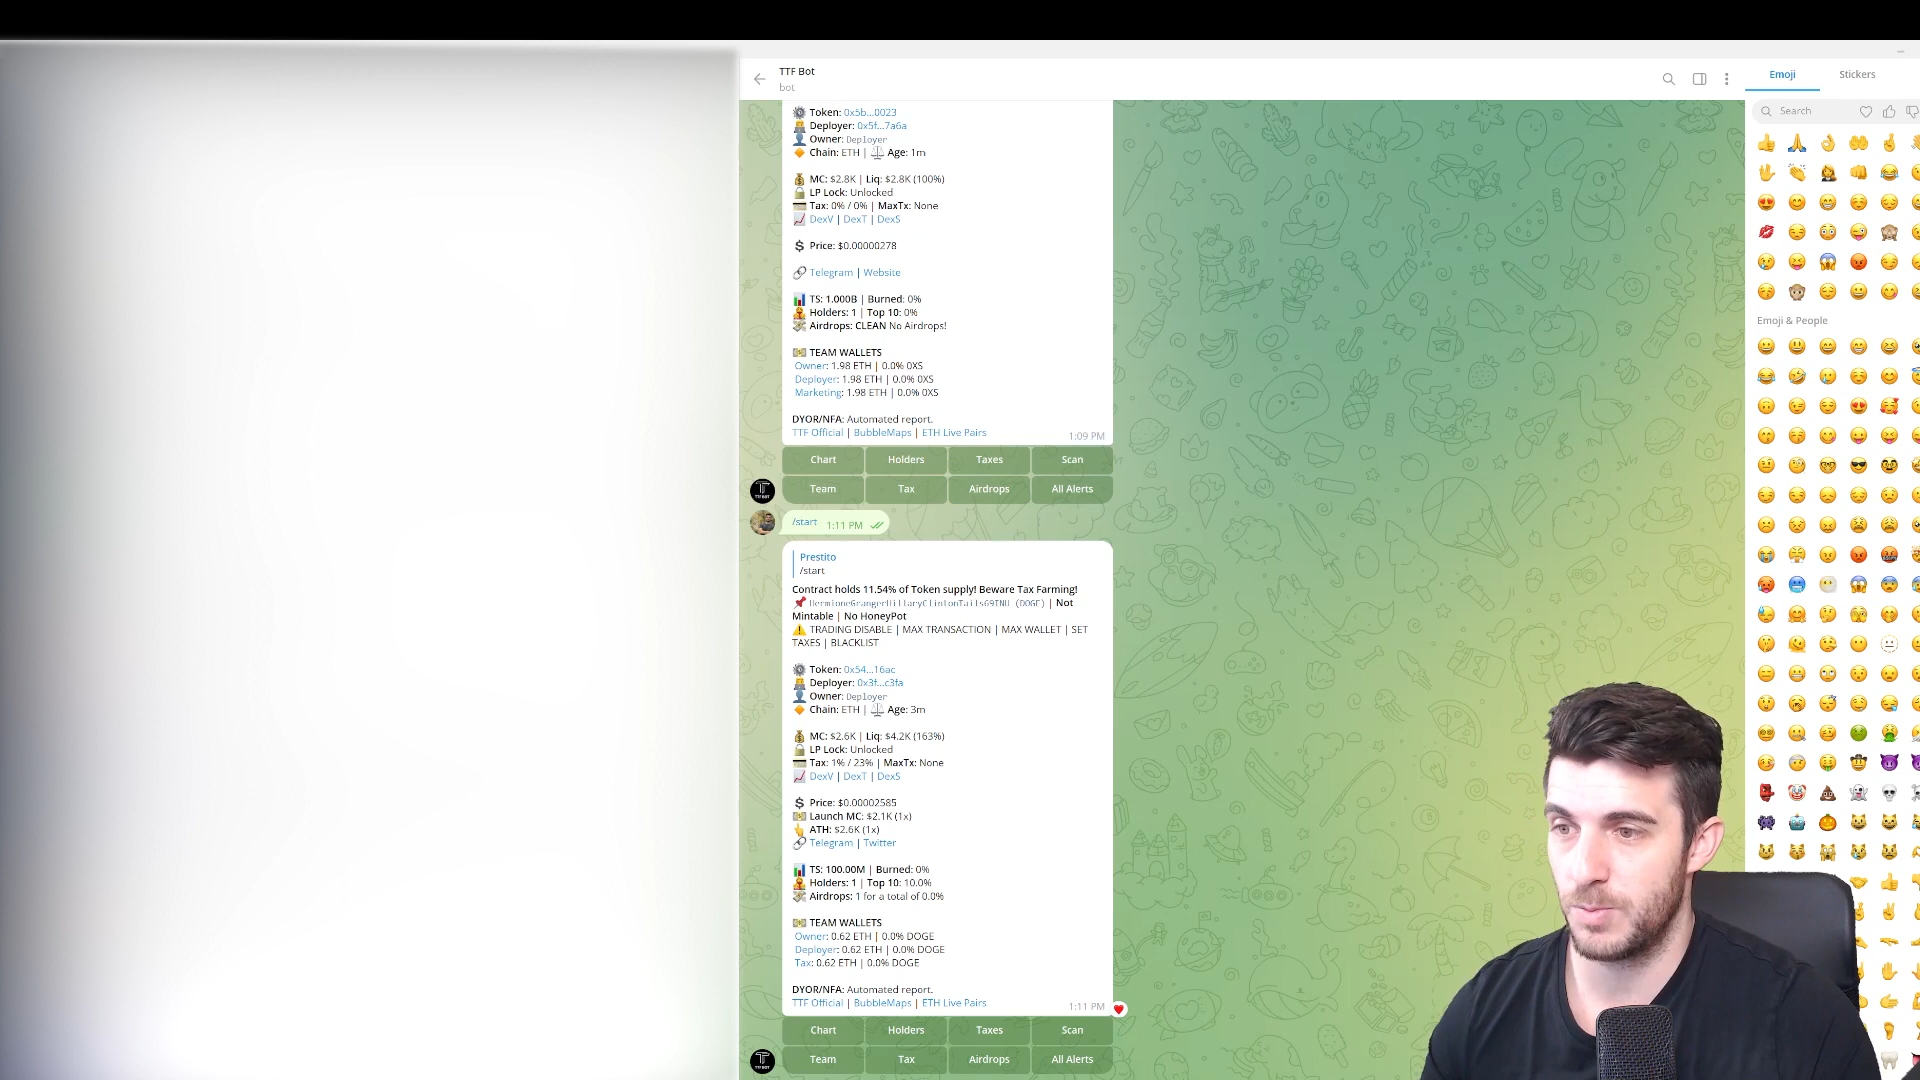 TTF Bot
bot
Emoji
Stickers
Search
Token: 0x5b...0023
Deployer: 0x5f...7a6a
Owner: Deployer
Chain: ETH | Age: 1m
MC: $2.8K | Liq: $2.8K (100%)
LP Lock: Unlocked
Tax: 0% / 0% | MaxTx: None
DexV | DexT | DexS
Price: $0.00000278
Telegram | Website
TS: 1.000B | Burned: 0%
Holders: 1 | Top 10: 0%
Airdrops: CLEAN No Airdrops!
TEAM WALLETS
Owner: 1.98 ETH | 0.0% 0XS
Deployer: 1.98 ETH | 0.0% 0XS
Marketing: 1.98 ETH | 0.0% 0XS
DYOR/NFA: Automated report.
TTF Official | BubbleMaps | ETH Live Pairs
1:09 PM
Chart
Holders
Taxes
Scan
Team
Tax
Airdrops
All Alerts
/start 1:11 PM
Prestito
/start
Contract holds 11.54% of Token supply! Beware Tax Farming!
HermioneGrangerHillaryClintonTails69INU (DOGE) | Not
Mintable | No HoneyPot
TRADING DISABLE | MAX TRANSACTION | MAX WALLET | SET
TAXES | BLACKLIST
Token: 0x54...16ac
Deployer: 0x3f...c3fa
Owner: Deployer
Chain: ETH | Age: 3m
MC: $2.6K | Liq: $4.2K (163%)
LP Lock: Unlocked
Tax: 1% / 23% | MaxTx: None
DexV | DexT | DexS
Price: $0.00002585
Launch MC: $2.1K (1x)
ATH: $2.6K (1x)
Telegram | Twitter
TS: 100.00M | Burned: 0%
Holders: 1 | Top 10: 10.0%
Airdrops: 1 for a total of 0.0%
TEAM WALLETS
Owner: 0.62 ETH | 0.0% DOGE
Deployer: 0.62 ETH | 0.0% DOGE
Tax: 0.62 ETH | 0.0% DOGE
DYOR/NFA: Automated report.
TTF Official | BubbleMaps | ETH Live Pairs
1:11 PM
Chart
Holders
Taxes
Scan
Team
Tax
Airdrops
All Alerts
Emoji & People